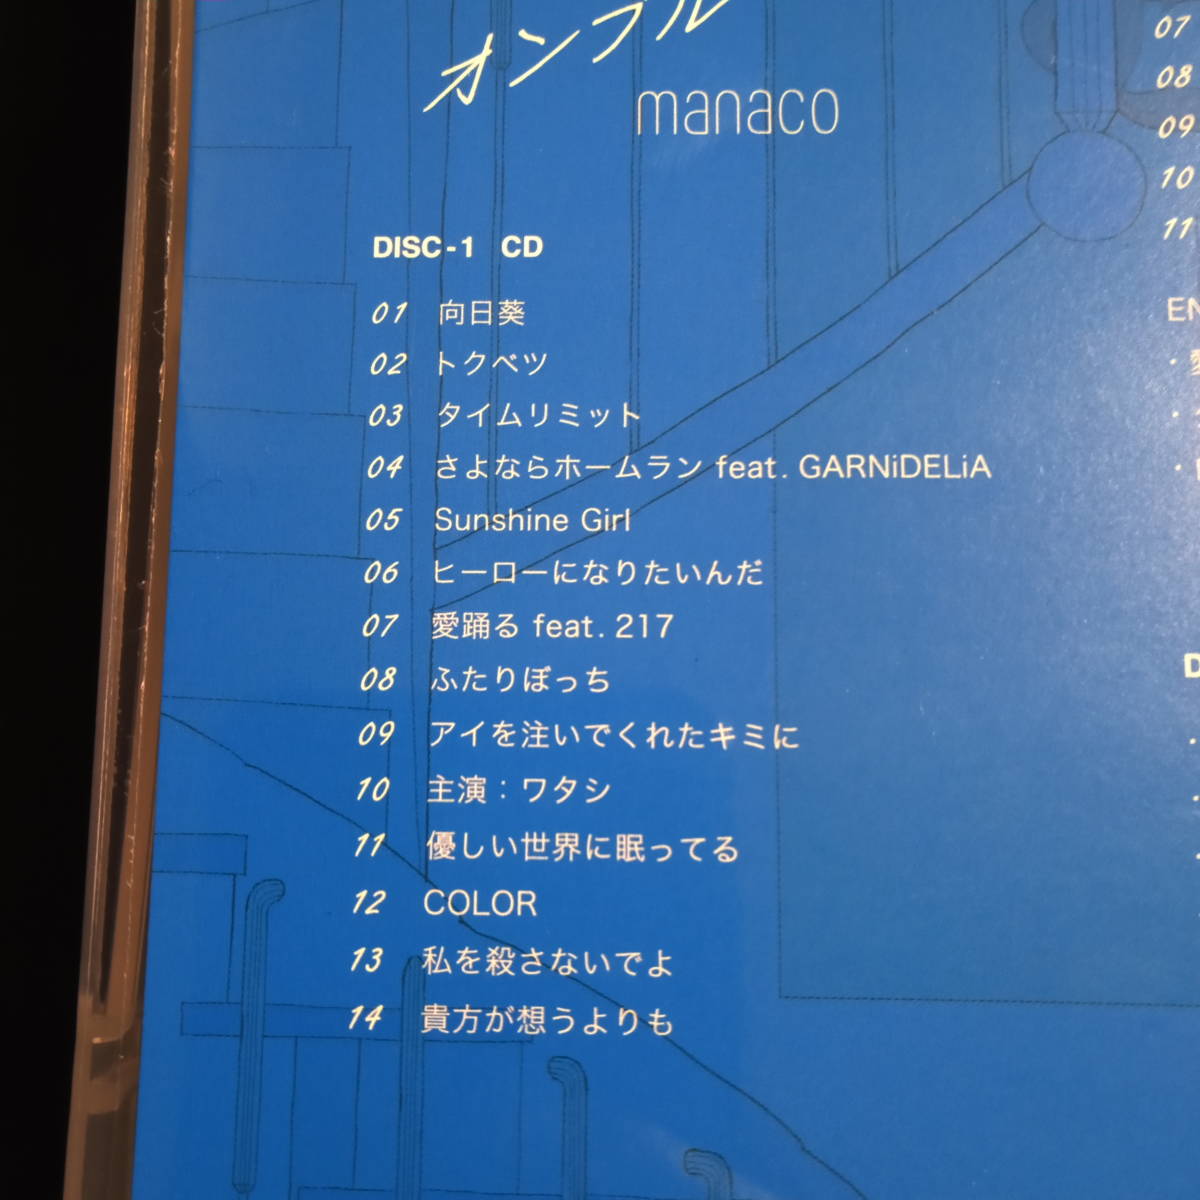 オンブル
manaco
DISC-1 CD
01 向日葵
02 トクベツ
03 タイムリミット
04 さよならホームラン feat. GARNiDELiA
05 Sunshine Girl
06 ヒーローになりたいんだ
07 愛踊る feat. 217
08 ふたりぼっち
09 アイを注いでくれたキミに
10 主演：ワタシ
11 優しい世界に眠ってる
12 COLOR
13 私を殺さないでよ
14 貴方が想うよりも
07
08
09
10
11